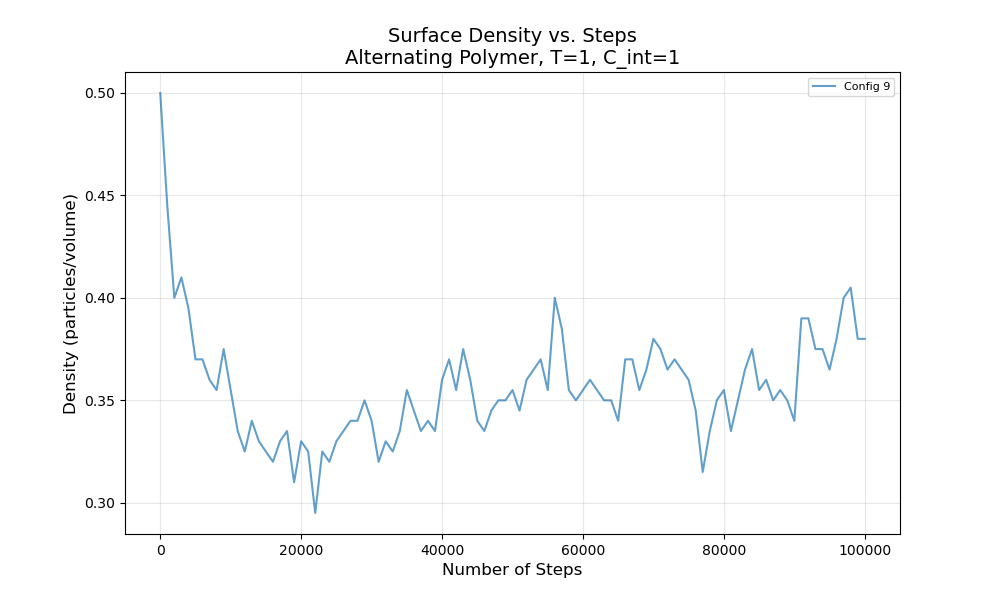 Surface Density vs. Steps
Alternating Polymer, T=1, C_int=1
Config 9
Density (particles/volume)
0.50
0.45
0.40
0.35
0.30
0
20000
40000
60000
80000
100000
Number of Steps